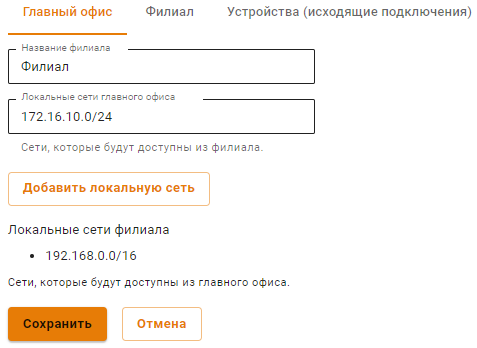 Главный офис Филиал Устройства (исходящие подключения)
Название филиала
Филиал
Локальные сети главного офиса
172.16.10.0/24
Сети, которые будут доступны из филиала.
Добавить локальную сеть
Локальные сети филиала
• 192.168.0.0/16
Сети, которые будут доступны из главного офиса.
Сохранить Отмена